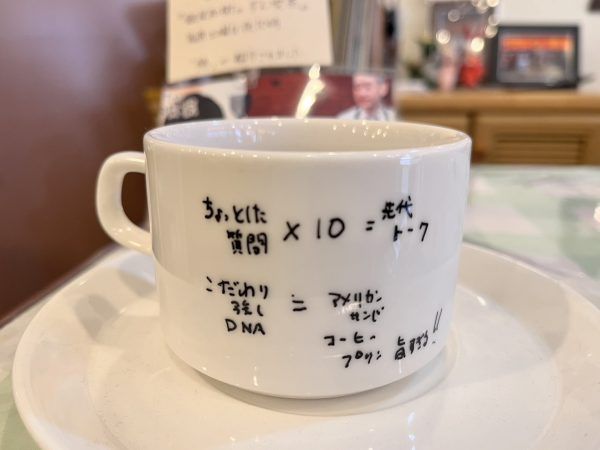 ちょっとした
質問
× 10 =
先代
トーク
こだわり
強し
DNA
=
アメリカン
サンド
コーヒー
プリン 旨すぎる!!